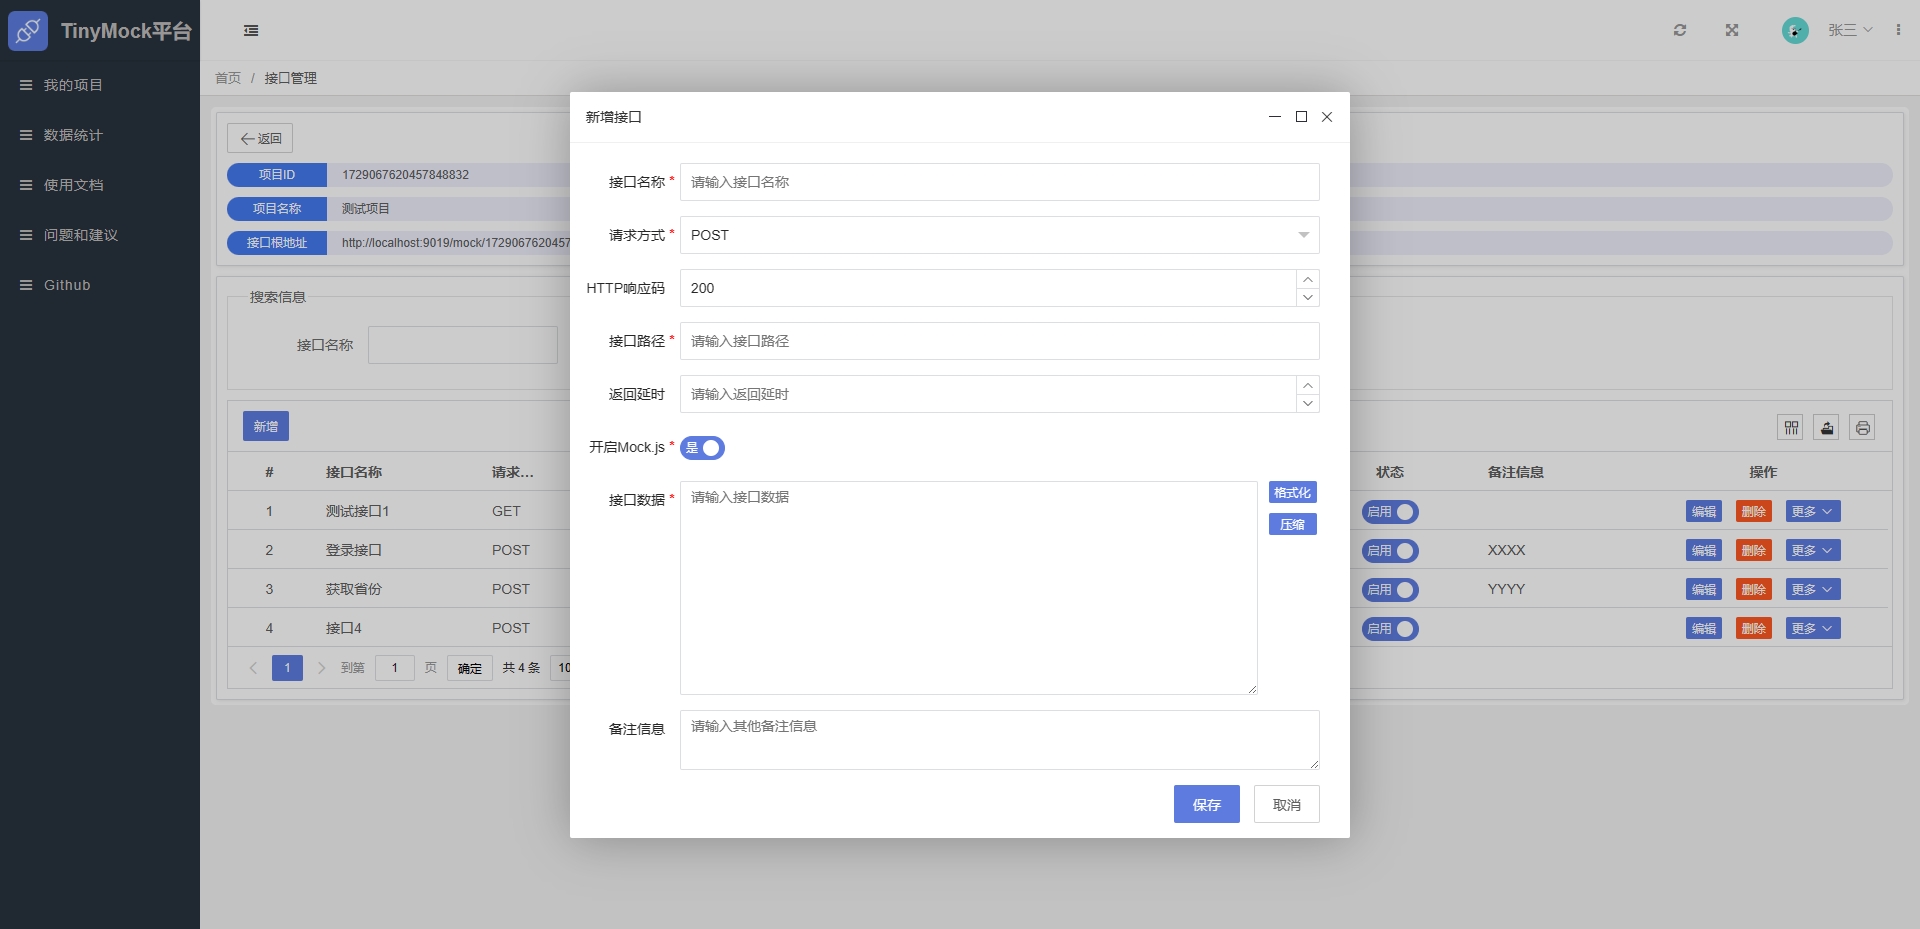 TinyMock平台
张三
我的项目
数据统计
使用文档
问题和建议
Github
首页 / 接口管理
返回
项目ID 1729067620457848832
项目名称 测试项目
接口根地址 http://localhost:9019/mock/1729067620457
搜索信息
接口名称
新增
# 接口名称 请求... 状态 备注信息 操作
1 测试接口1 GET 启用 编辑 删除 更多
2 登录接口 POST 启用 XXXX 编辑 删除 更多
3 获取省份 POST 启用 YYYY 编辑 删除 更多
4 接口4 POST 启用 编辑 删除 更多
1 到第 1 页 确定 共 4 条 10
新增接口
接口名称 * 请输入接口名称
请求方式 * POST
HTTP响应码 200
接口路径 * 请输入接口路径
返回延时 请输入返回延时
开启Mock.js * 是
接口数据 * 请输入接口数据
格式化
压缩
备注信息 请输入其他备注信息
保存 取消